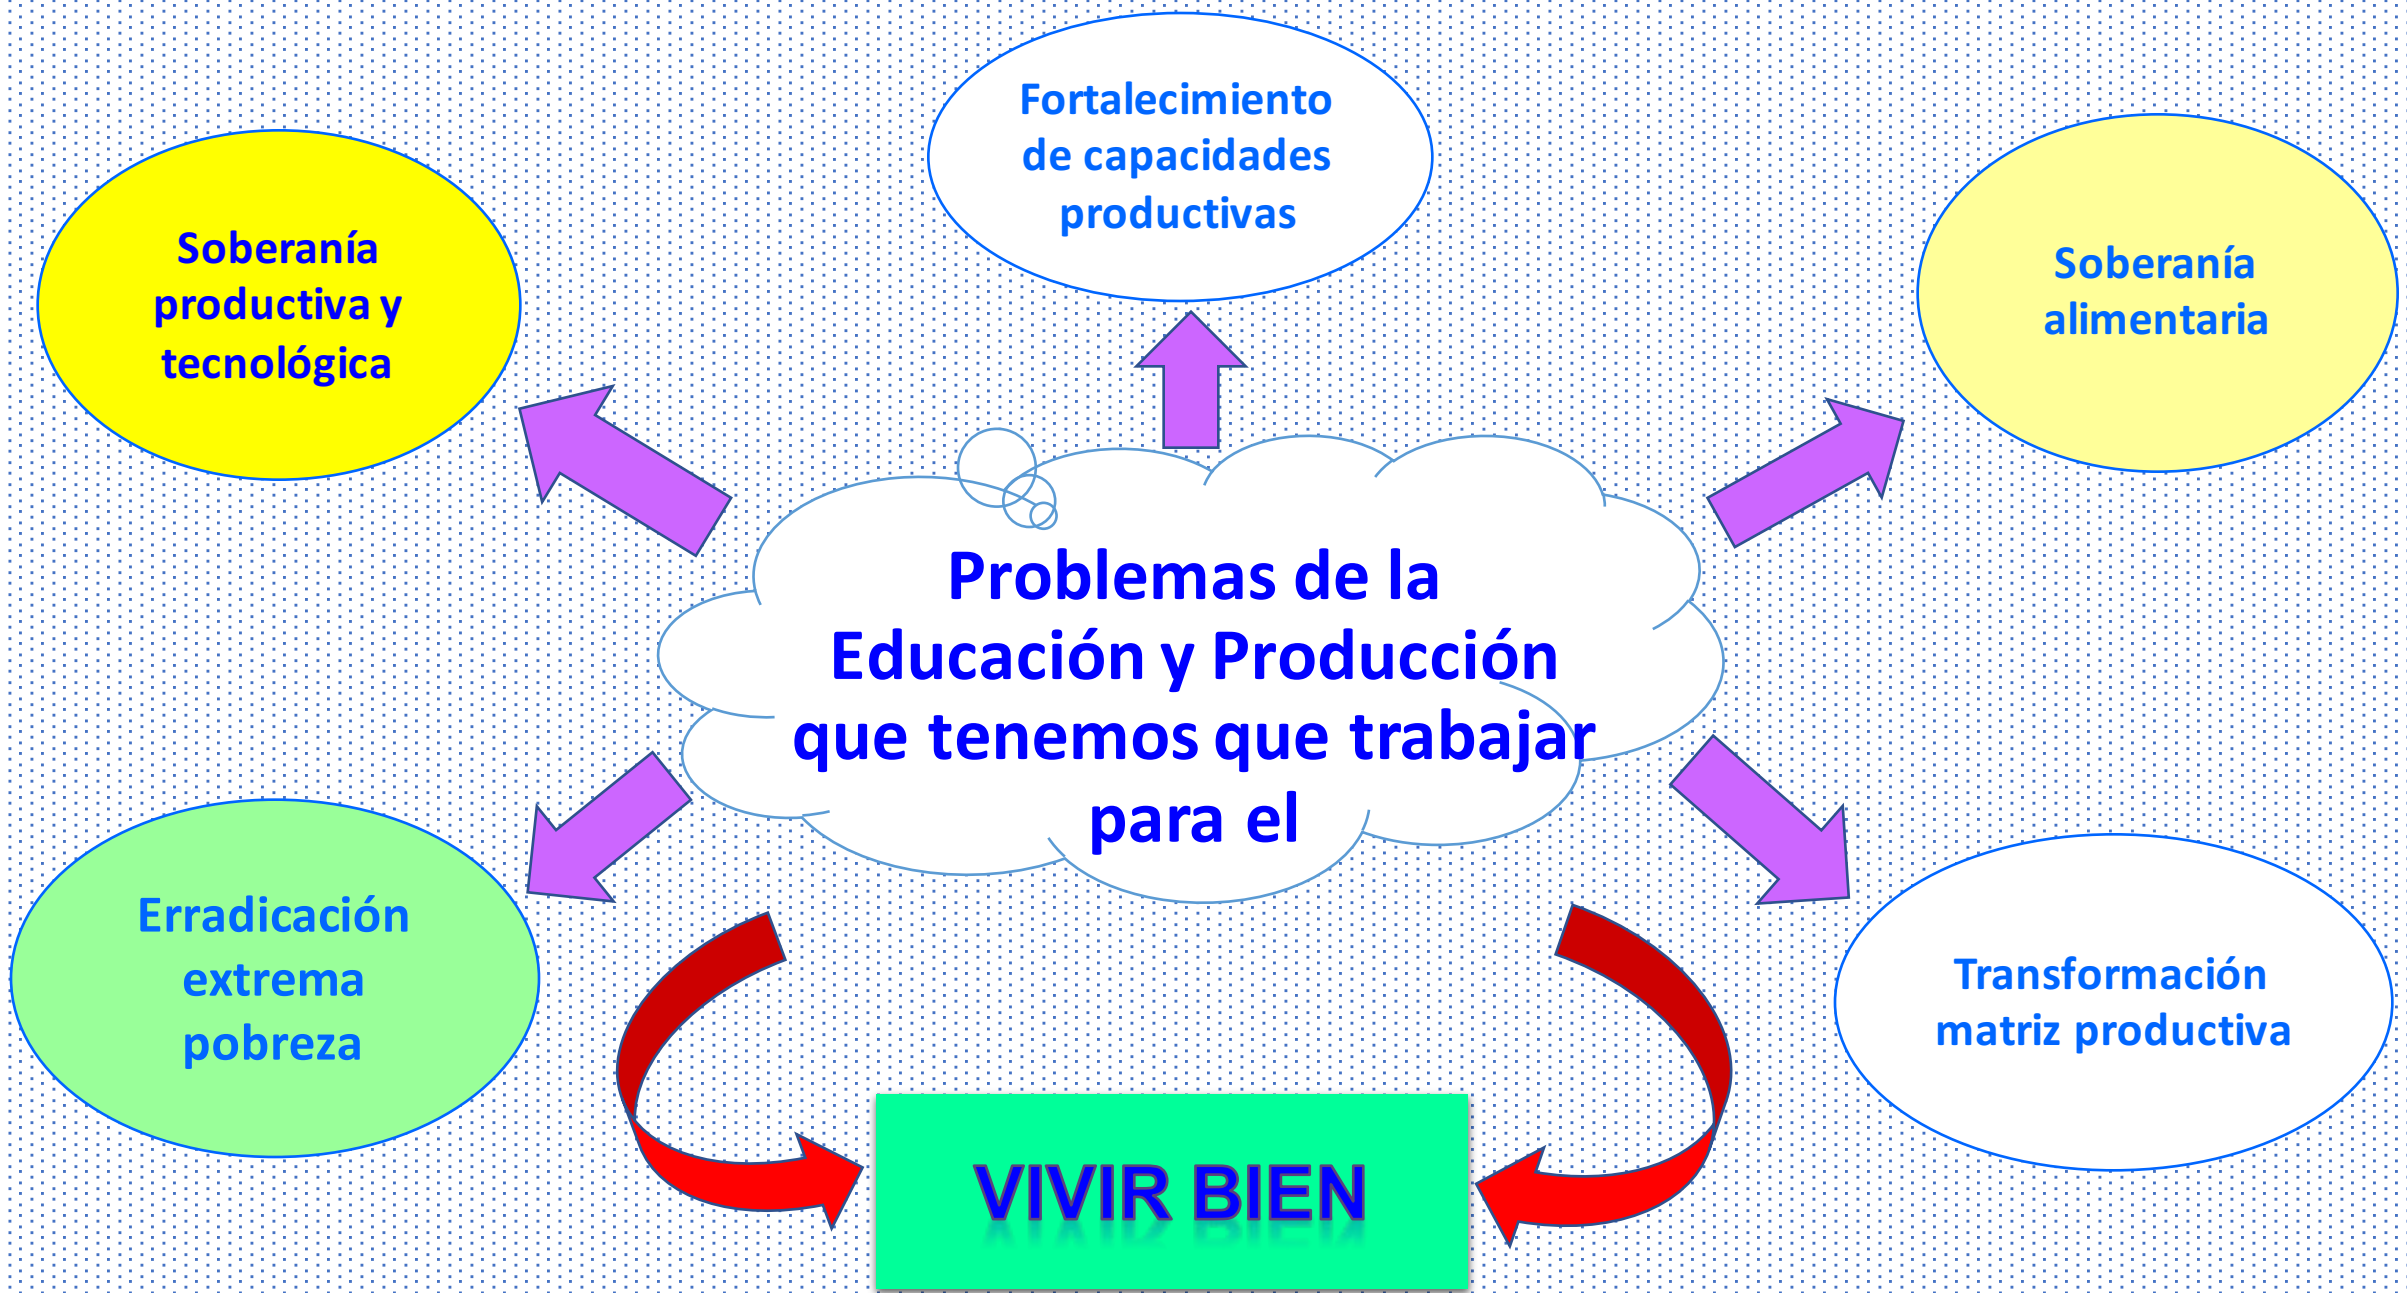 Fortalecimiento
de capacidades
productivas
Soberanía
productiva y
tecnológica
Soberanía
alimentaria
Problemas de la
Educación y Producción
que tenemos que trabajar
para el
Erradicación
extrema
pobreza
Transformación
matriz productiva
VIVIR BIEN